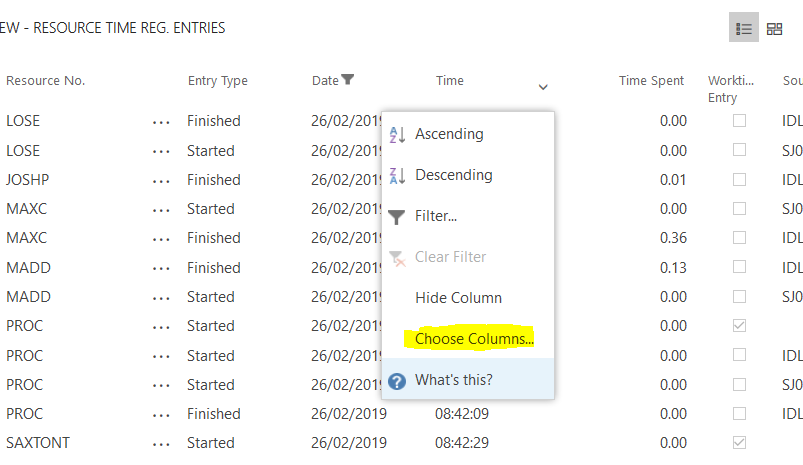 EW - RESOURCE TIME REG. ENTRIES
Resource No. Entry Type Date Time Time Spent Workti... Entry Sou
LOSE ... Finished 26/02/2019 0.00 IDL
LOSE ... Started 26/02/2019 0.00 SJ0
JOSHP ... Finished 26/02/2019 0.01 IDL
MAXC ... Started 26/02/2019 0.00 SJ0
MAXC ... Finished 26/02/2019 0.36 IDL
MADD ... Finished 26/02/2019 0.13 IDL
MADD ... Started 26/02/2019 0.00 SJ0
PROC ... Started 26/02/2019 0.00
PROC ... Started 26/02/2019 0.00 IDL
PROC ... Started 26/02/2019 0.00 SJ0
PROC ... Finished 26/02/2019 08:42:09 0.00 IDL
SAXTONT ... Started 26/02/2019 08:42:29 0.00
Ascending
Descending
Filter...
Clear Filter
Hide Column
Choose Columns...
What's this?